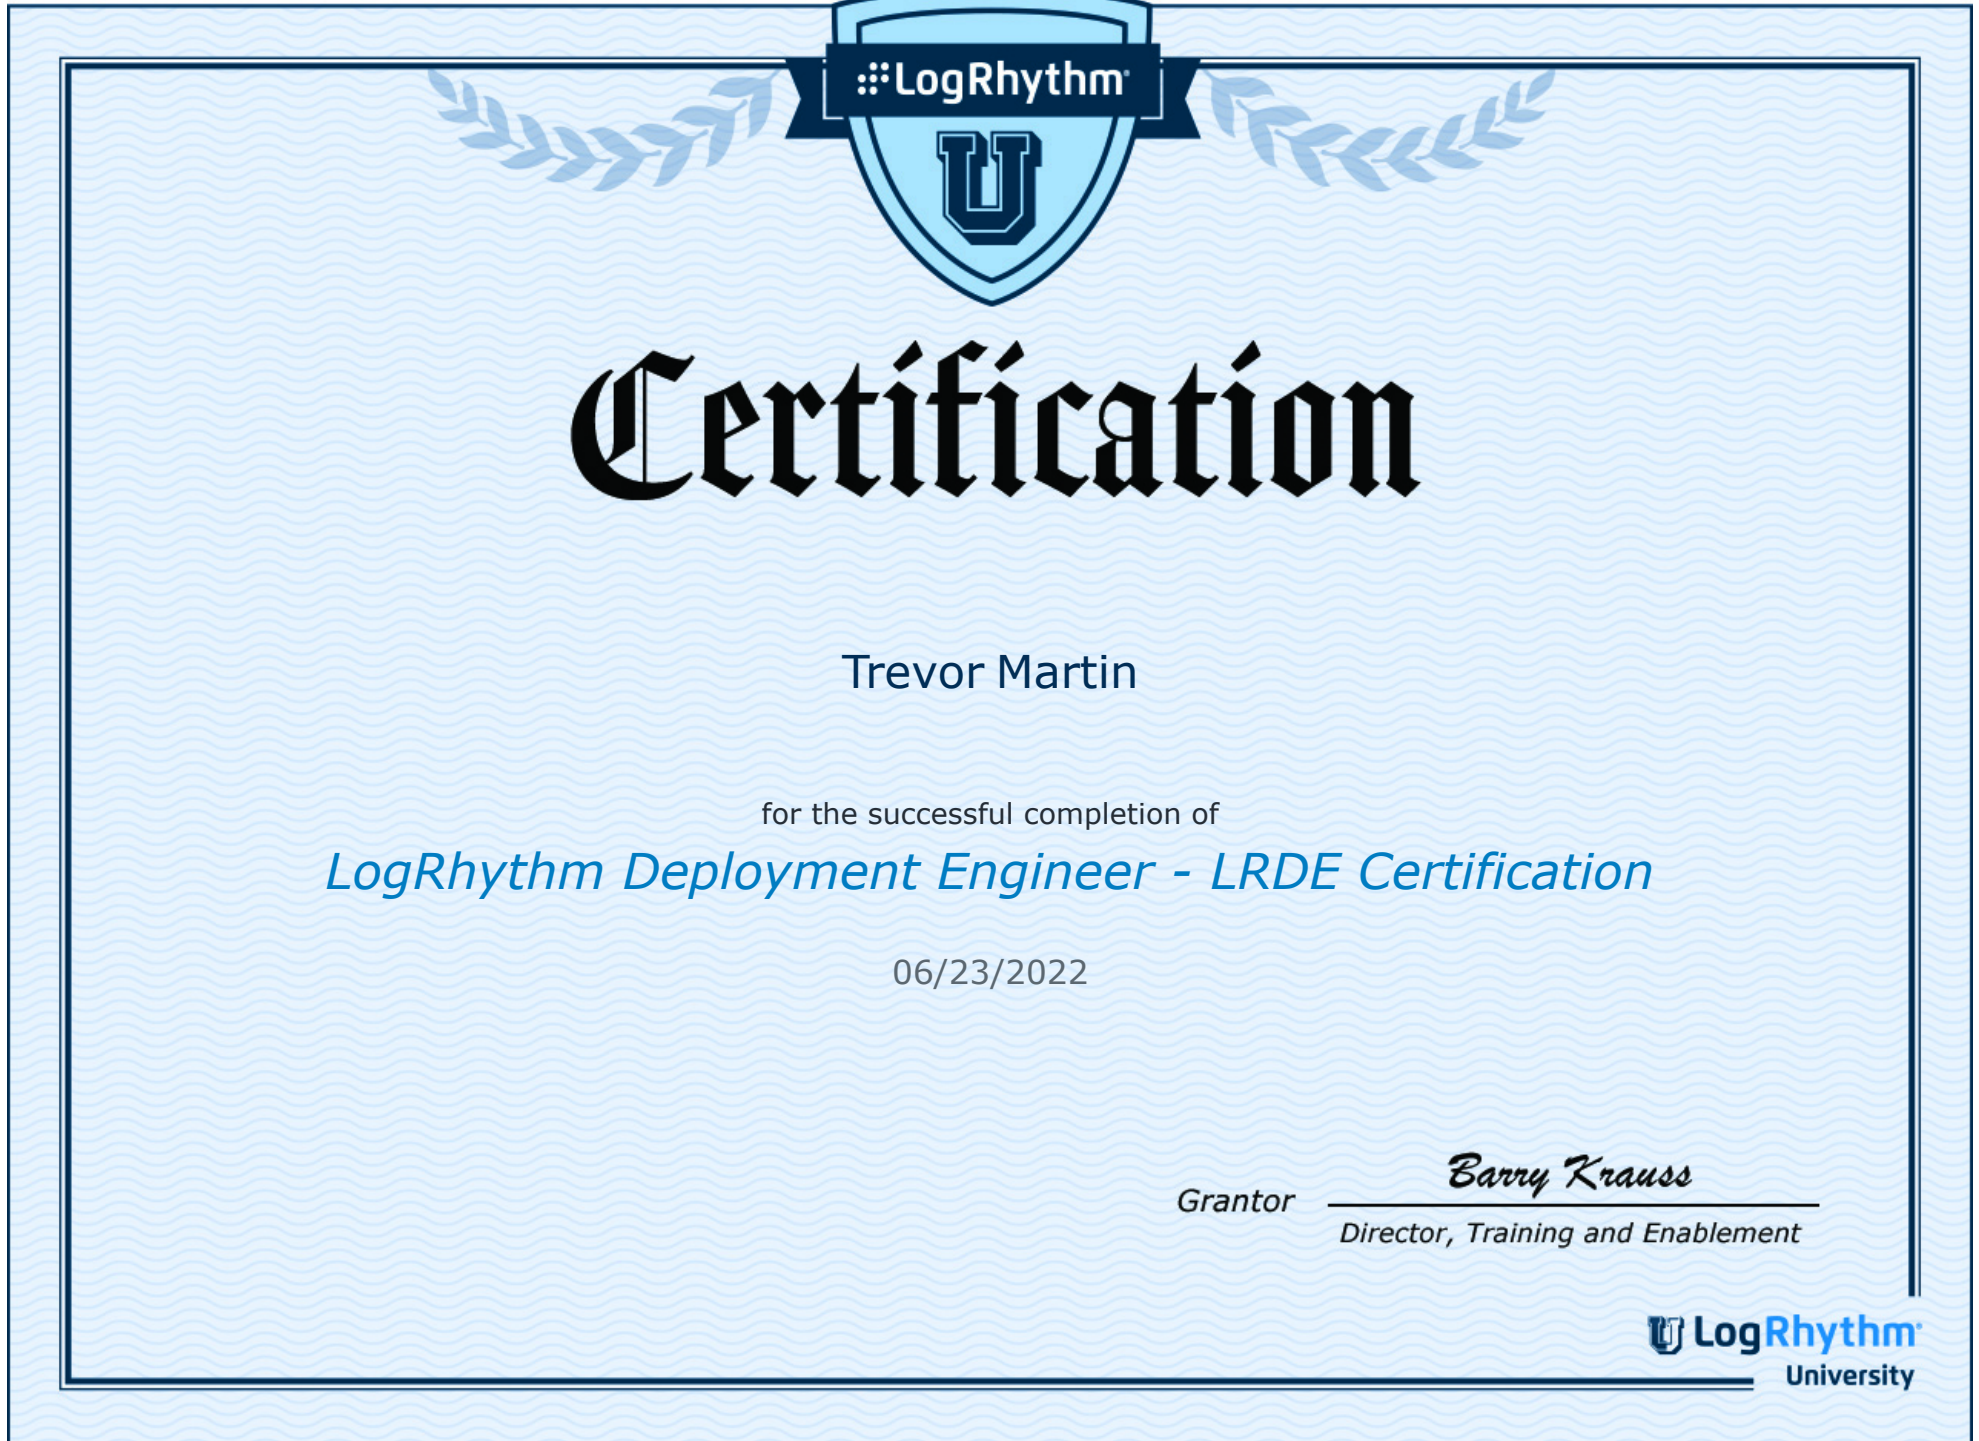 LogRhythm
U
Certification
Trevor Martin
for the successful completion of
LogRhythm Deployment Engineer - LRDE Certification
06/23/2022
Barry Krauss
Grantor
Director, Training and Enablement
U LogRhythm
University